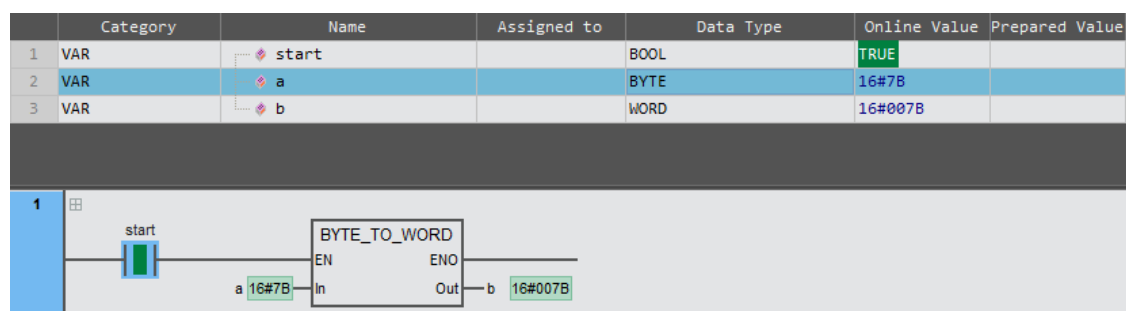 Category Name Assigned to Data Type Online Value Prepared Value
1 VAR start BOOL TRUE
2 VAR a BYTE 16#7B
3 VAR b WORD 16#007B
1
start
BYTE_TO_WORD
EN ENO
a 16#7B In Out b 16#007B